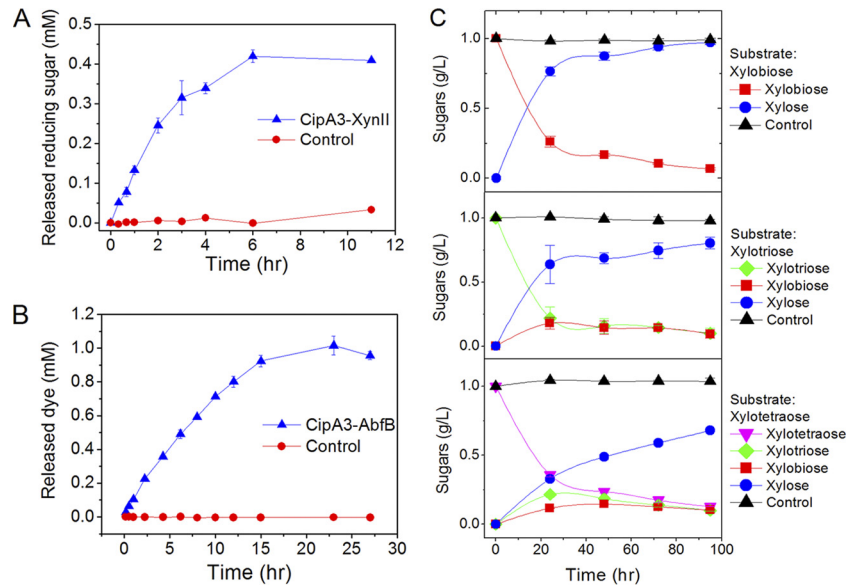 A
Released reducing sugar (mM)
0.5
0.4
0.3
0.2
0.1
0.0
CipA3-XynII
Control
0 2 4 6 8 10 12
Time (hr)
B
Released dye (mM)
1.2
1.0
0.8
0.6
0.4
0.2
0.0
CipA3-AbfB
Control
0 5 10 15 20 25 30
Time (hr)
C
Sugars (g/L)
1.0
0.5
0.0
Substrate:
Xylobiose
Xylobiose
Xylose
Control
Sugars (g/L)
1.0
0.5
0.0
Substrate:
Xylotriose
Xylotriose
Xylobiose
Xylose
Control
Sugars (g/L)
1.0
0.5
0.0
Substrate:
Xylotetraose
Xylotetraose
Xylotriose
Xylobiose
Xylose
Control
0 20 40 60 80 100
Time (hr)